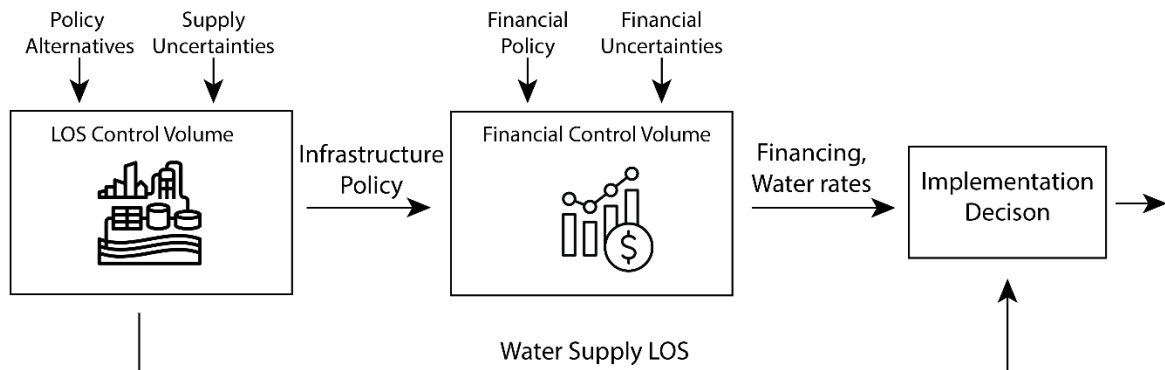 Policy
Alternatives
Supply
Uncertainties
Financial
Policy
Financial
Uncertainties
LOS Control Volume
Infrastructure
Policy
Financial Control Volume
$
Financing,
Water rates
Implementation
Decison
Water Supply LOS